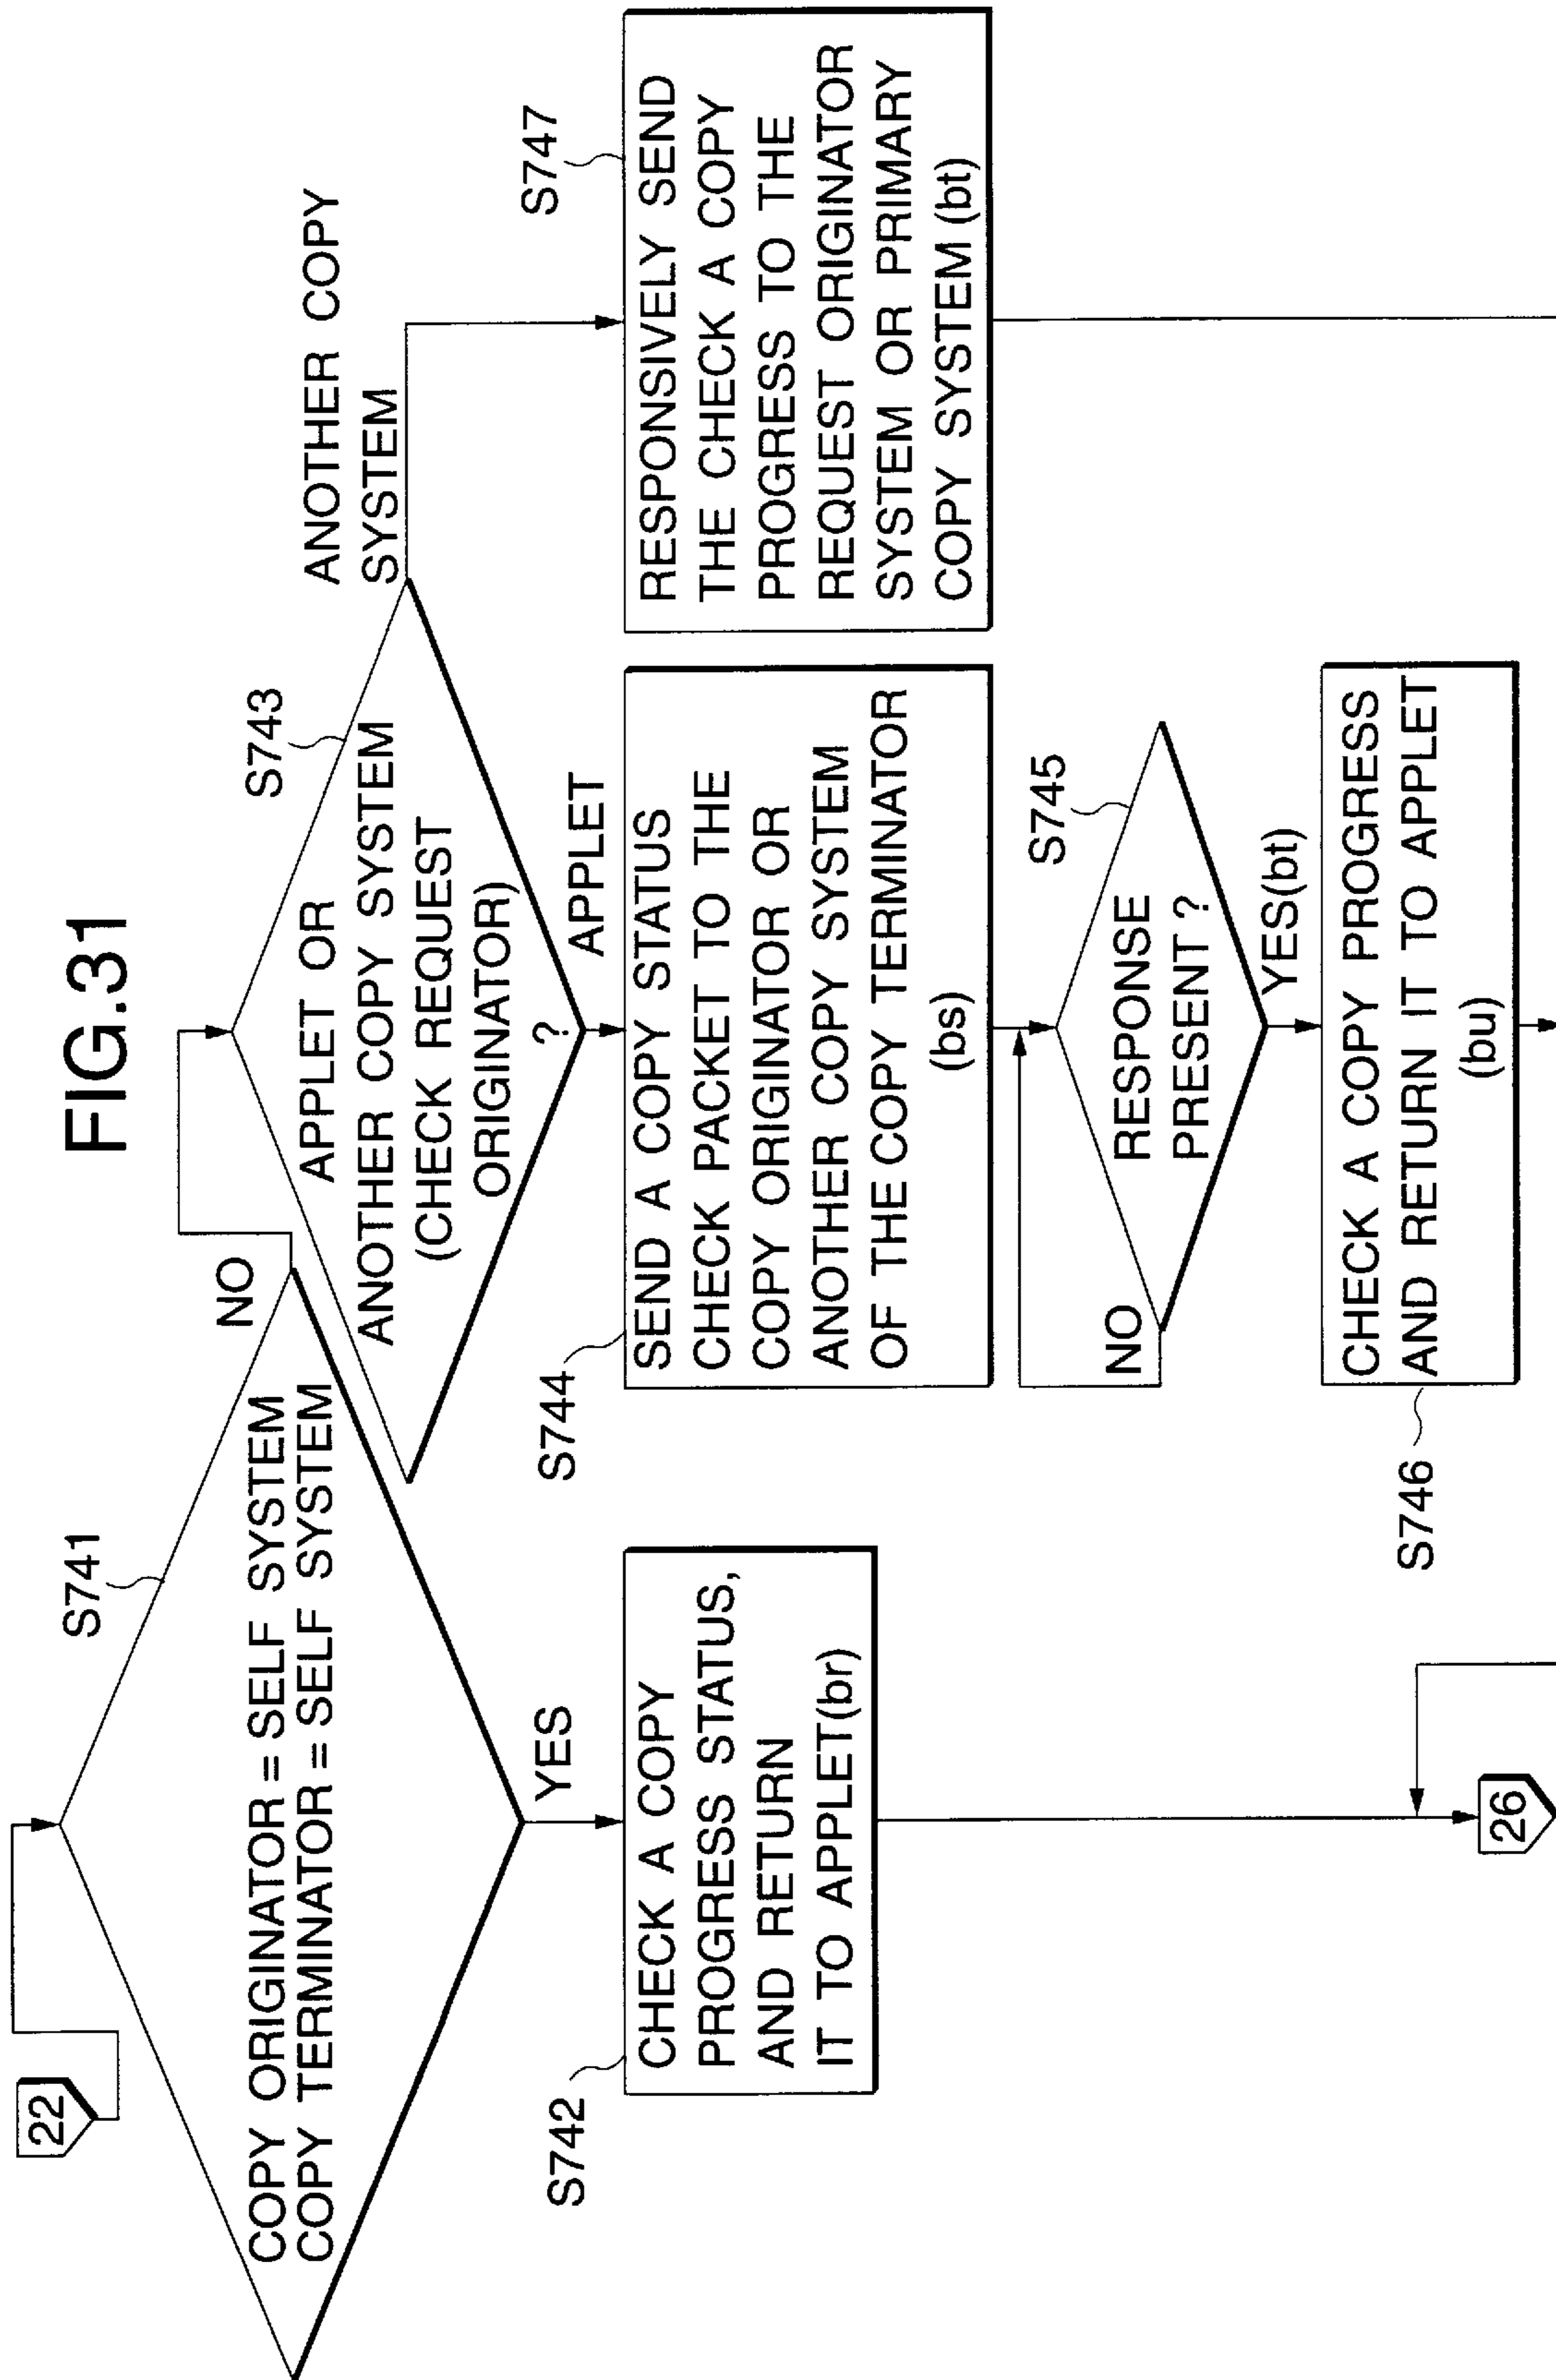 FIG.31
22
S741
COPY ORIGINATOR = SELF SYSTEM
COPY TERMINATOR = SELF SYSTEM
NO
YES
S742
CHECK A COPY
PROGRESS STATUS,
AND RETURN
IT TO APPLET(br)
26
S743
APPLET OR
ANOTHER COPY SYSTEM
(CHECK REQUEST
ORIGINATOR)
?
APPLET
ANOTHER COPY
SYSTEM
S744
SEND A COPY STATUS
CHECK PACKET TO THE
COPY ORIGINATOR OR
ANOTHER COPY SYSTEM
OF THE COPY TERMINATOR
(bs)
S745
RESPONSE
PRESENT ?
NO
YES(bt)
S746
CHECK A COPY PROGRESS
AND RETURN IT TO APPLET
(bu)
S747
RESPONSIVELY SEND
THE CHECK A COPY
PROGRESS TO THE
REQUEST ORIGINATOR
SYSTEM OR PRIMARY
COPY SYSTEM (bt)